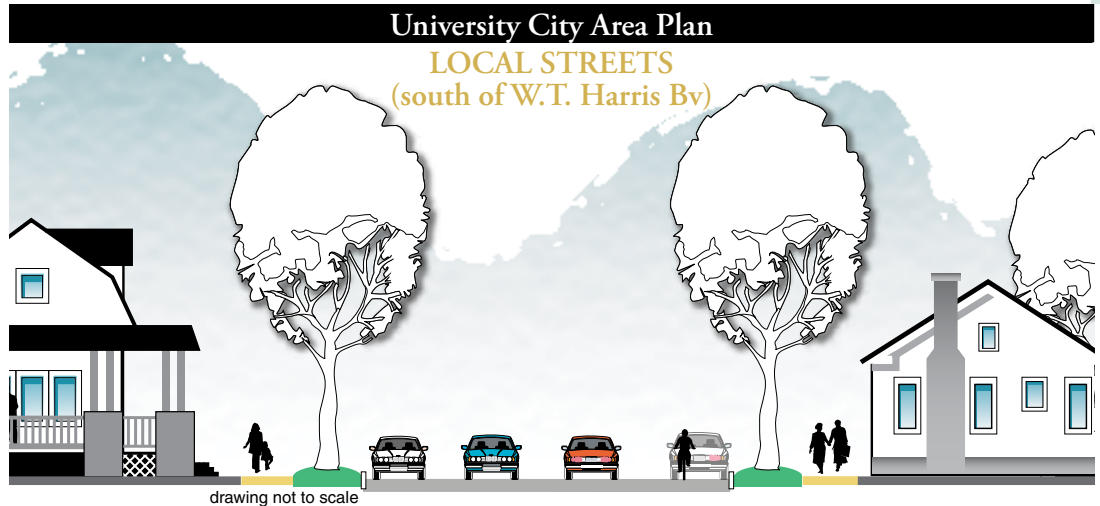 University City Area Plan
LOCAL STREETS
(south of W.T. Harris Bv)
drawing not to scale